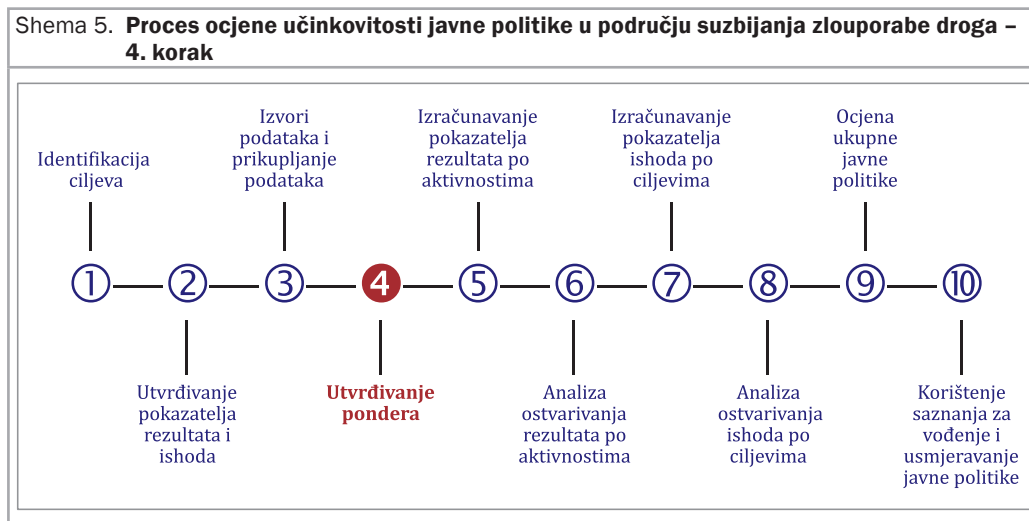 Shema 5. Proces ocjene učinkovitosti javne politike u području suzbijanja zlouporabe droga –
4. korak
Identifikacija
ciljeva
Izvori
podataka i
prikupljanje
podataka
Izračunavanje
pokazatelja
rezultata po
aktivnostima
Izračunavanje
pokazatelja
ishoda po
ciljevima
Ocjena
ukupne
javne
politike
1
2
3
4
5
6
7
8
9
10
Utvrđivanje
pokazatelja
rezultata i
ishoda
Utvrđivanje
pondera
Analiza
ostvarivanja
rezultata po
aktivnostima
Analiza
ostvarivanja
ishoda po
ciljevima
Korištenje
saznanja za
vođenje i
usmjeravanje
javne politike